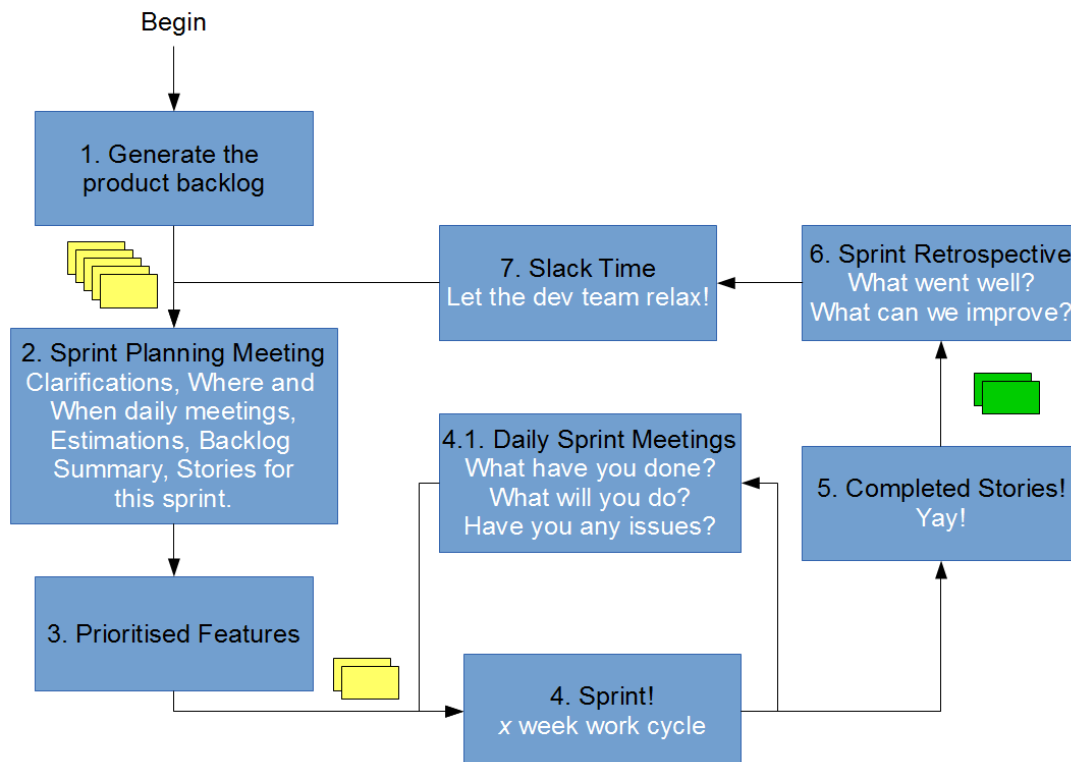 Begin
1. Generate the
product backlog
2. Sprint Planning Meeting
Clarifications, Where and
When daily meetings,
Estimations, Backlog
Summary, Stories for
this sprint.
3. Prioritised Features
4. Sprint!
x week work cycle
4.1. Daily Sprint Meetings
What have you done?
What will you do?
Have you any issues?
5. Completed Stories!
Yay!
6. Sprint Retrospective
What went well?
What can we improve?
7. Slack Time
Let the dev team relax!